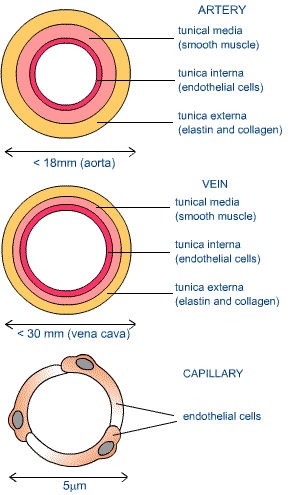 ARTERY
tunical media
(smooth muscle)
tunica interna
(endothelial cells)
tunica externa
(elastin and collagen)
< 18mm (aorta)
VEIN
tunical media
(smooth muscle)
tunica interna
(endothelial cells)
tunica externa
(elastin and collagen)
< 30 mm (vena cava)
CAPILLARY
endothelial cells
5µm